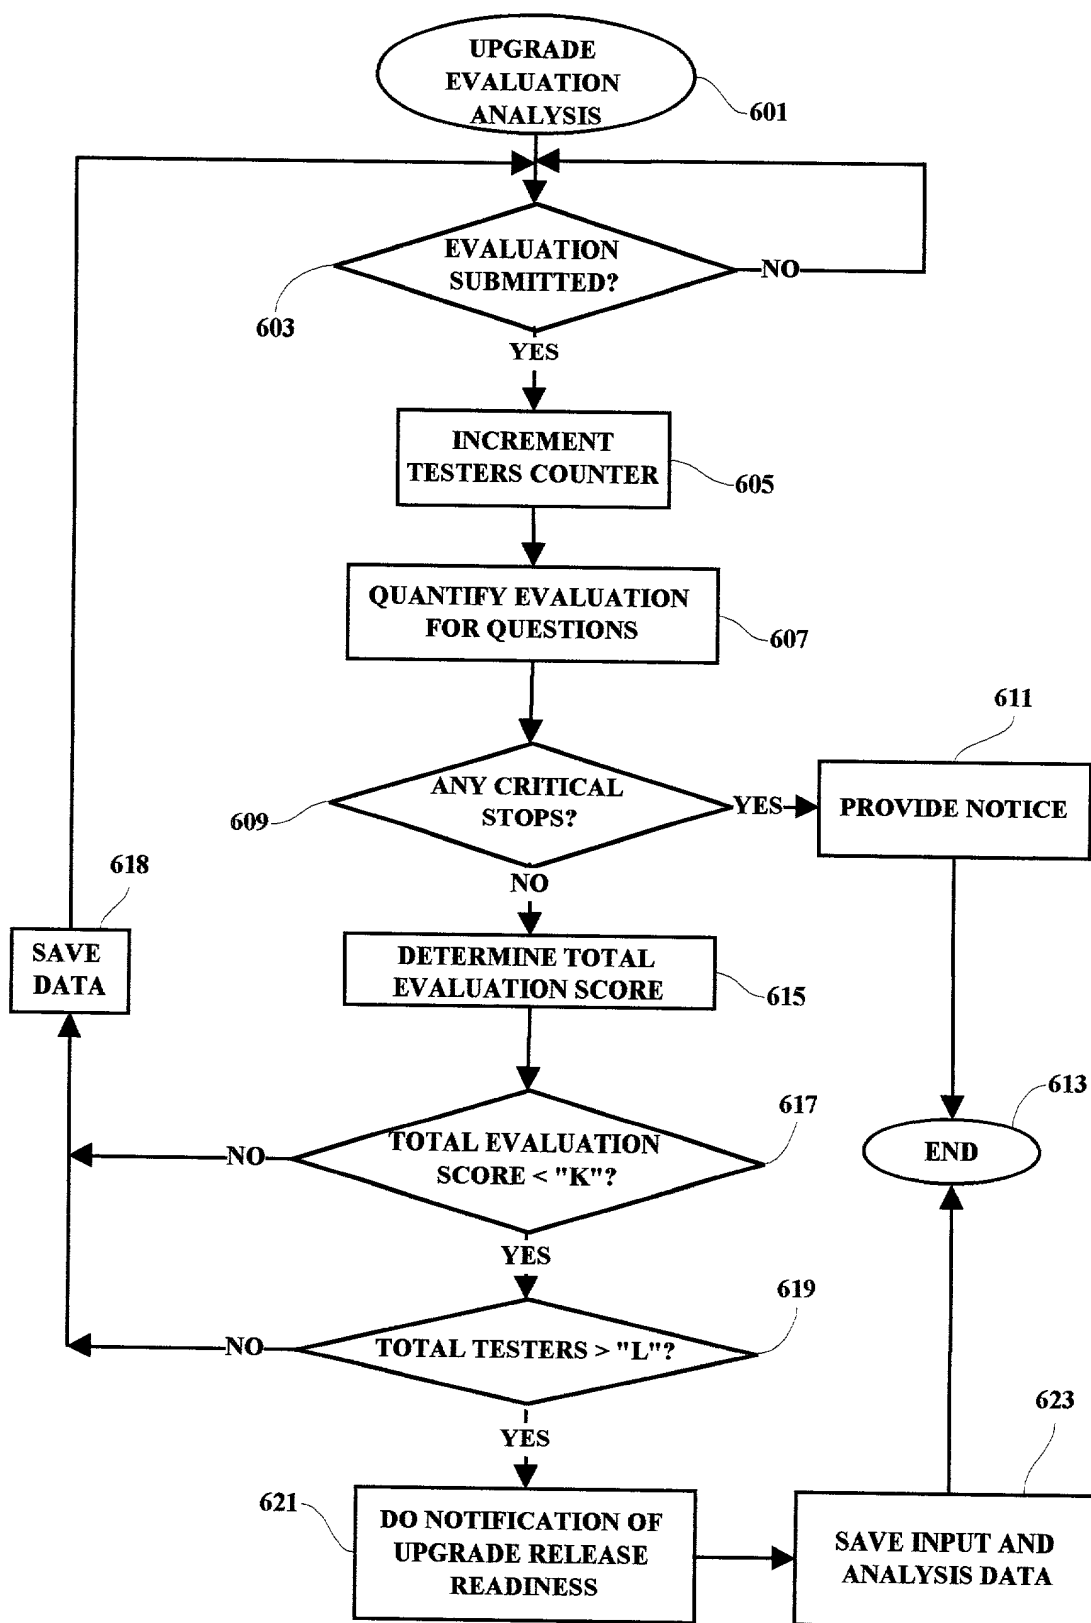 UPGRADE
EVALUATION
ANALYSIS
601
EVALUATION
SUBMITTED?
NO
603
YES
INCREMENT
TESTERS COUNTER
605
QUANTIFY EVALUATION
FOR QUESTIONS
607
611
ANY CRITICAL
STOPS?
YES
PROVIDE NOTICE
609
NO
618
SAVE
DATA
DETERMINE TOTAL
EVALUATION SCORE
615
613
END
617
TOTAL EVALUATION
SCORE < "K"?
NO
YES
619
TOTAL TESTERS > "L"?
NO
YES
623
621
DO NOTIFICATION OF
UPGRADE RELEASE
READINESS
SAVE INPUT AND
ANALYSIS DATA